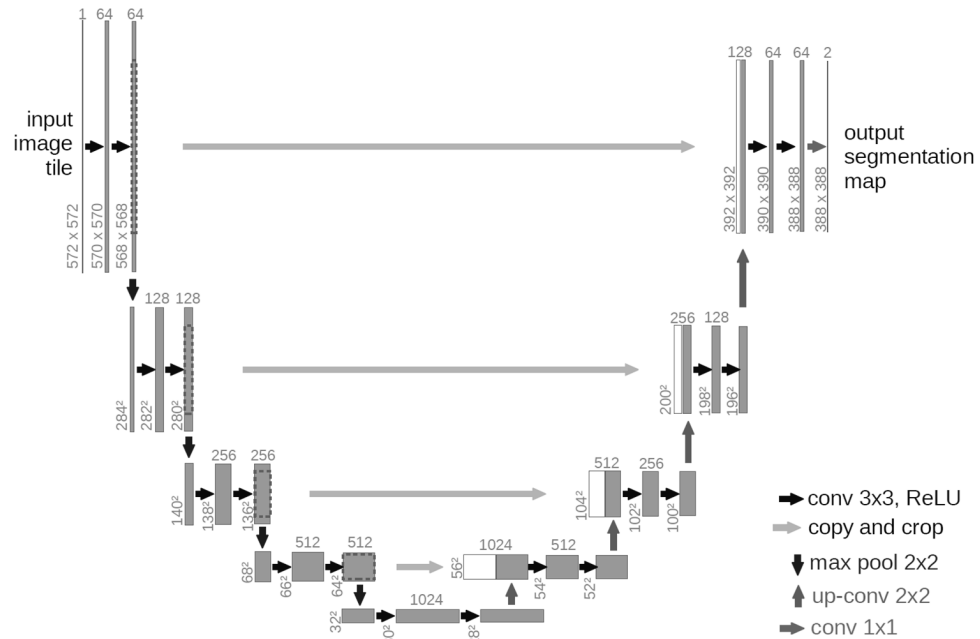 1 64 64
input
image
tile
572 x 572
570 x 570
568 x 568
128 64 64 2
output
segmentation
map
392 x 392
390 x 390
388 x 388
388 x 388
128 128
284²
282²
280²
256 128
200²
198²
196²
256 256
140²
138²
136²
512 256
104²
102²
100²
512 512
68²
66²
64²
1024 512
56²
54²
52²
1024
32²
0²
8²
conv 3x3, ReLU
copy and crop
max pool 2x2
up-conv 2x2
conv 1x1